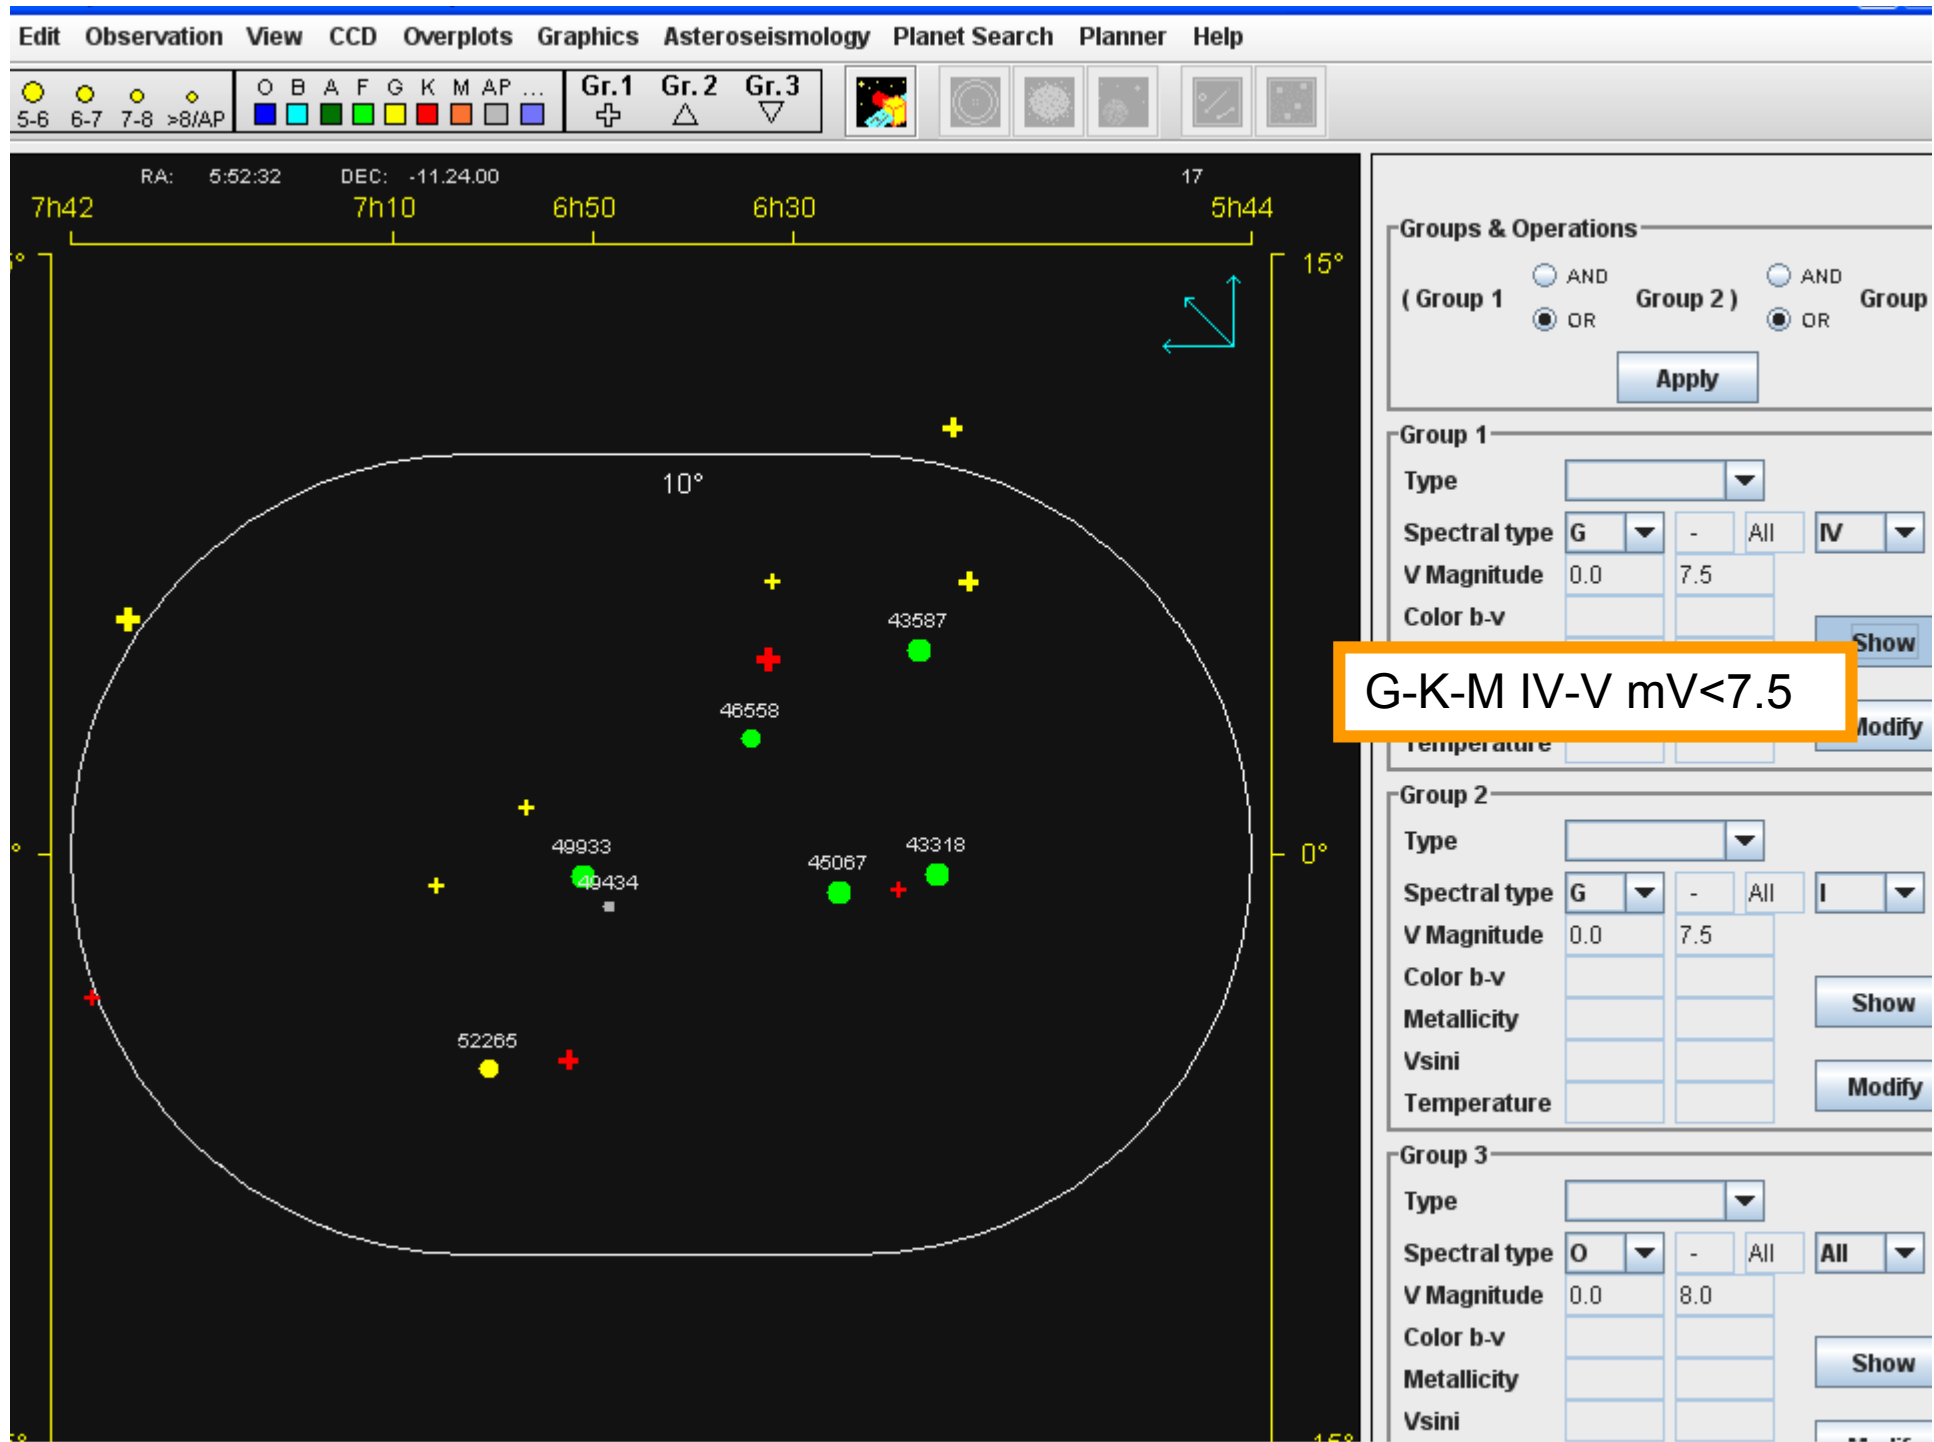 Edit Observation View CCD Overplots Graphics Asteroseismology Planet Search Planner Help
O B A F G K M AP ... Gr.1 Gr.2 Gr.3
5-6 6-7 7-8 >8/AP
RA: 5:52:32 DEC: -11.24.00 17
7h42 7h10 6h50 6h30 5h44
15°
10°
43587
46558
49933
49434
45067
43318
0°
52265
Groups & Operations
( Group 1 AND OR Group 2 ) AND OR Group
Apply
Group 1
Type
Spectral type G - All IV
V Magnitude 0.0 7.5
Color b-v
Show
G-K-M IV-V mV<7.5
Modify
Temperature
Group 2
Type
Spectral type G - All I
V Magnitude 0.0 7.5
Color b-v
Show
Metallicity
Vsini
Modify
Temperature
Group 3
Type
Spectral type O - All All
V Magnitude 0.0 8.0
Color b-v
Show
Metallicity
Vsini